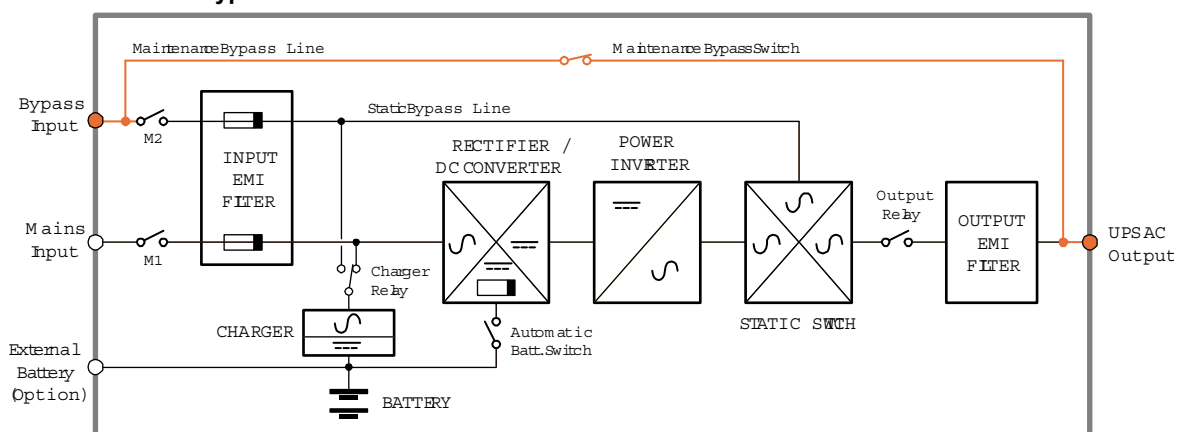 yp
Maintenance Bypass Line
Maintenance Bypass Switch
Bypass
Input
M2
Static Bypass Line
INPUT
EMI
FILTER
RECTIFIER /
DC CONVERTER
POWER
INVERTER
Mains
Input
M1
Charger
Relay
Output
Relay
OUTPUT
EMI
FILTER
UPS AC
Output
CHARGER
Automatic
Batt. Switch
STATIC SWITCH
External
Battery
(Option)
BATTERY